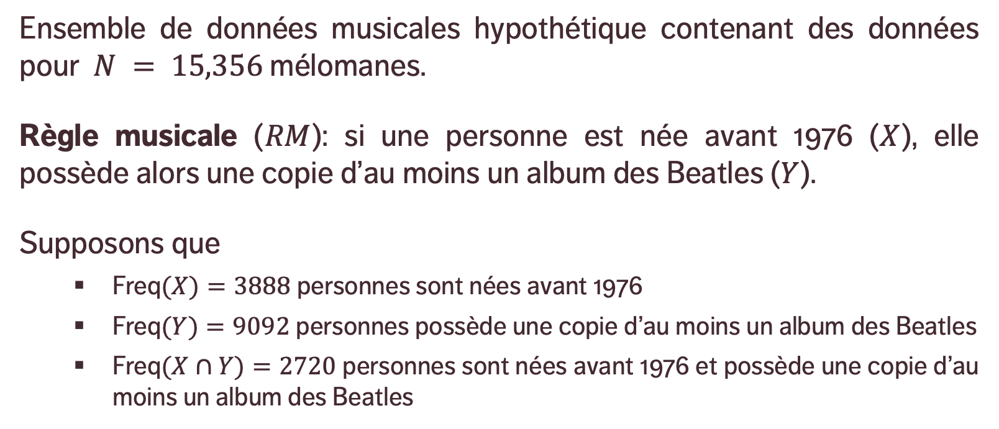 Ensemble de données musicales hypothétique contenant des données
pour N = 15,356 mélomanes.
Règle musicale (RM): si une personne est née avant 1976 (X), elle
possède alors une copie d’au moins un album des Beatles (Y).
Supposons que
▪ Freq(X) = 3888 personnes sont nées avant 1976
▪ Freq(Y) = 9092 personnes possède une copie d’au moins un album des Beatles
▪ Freq(X ∩ Y) = 2720 personnes sont nées avant 1976 et possède une copie d’au
moins un album des Beatles